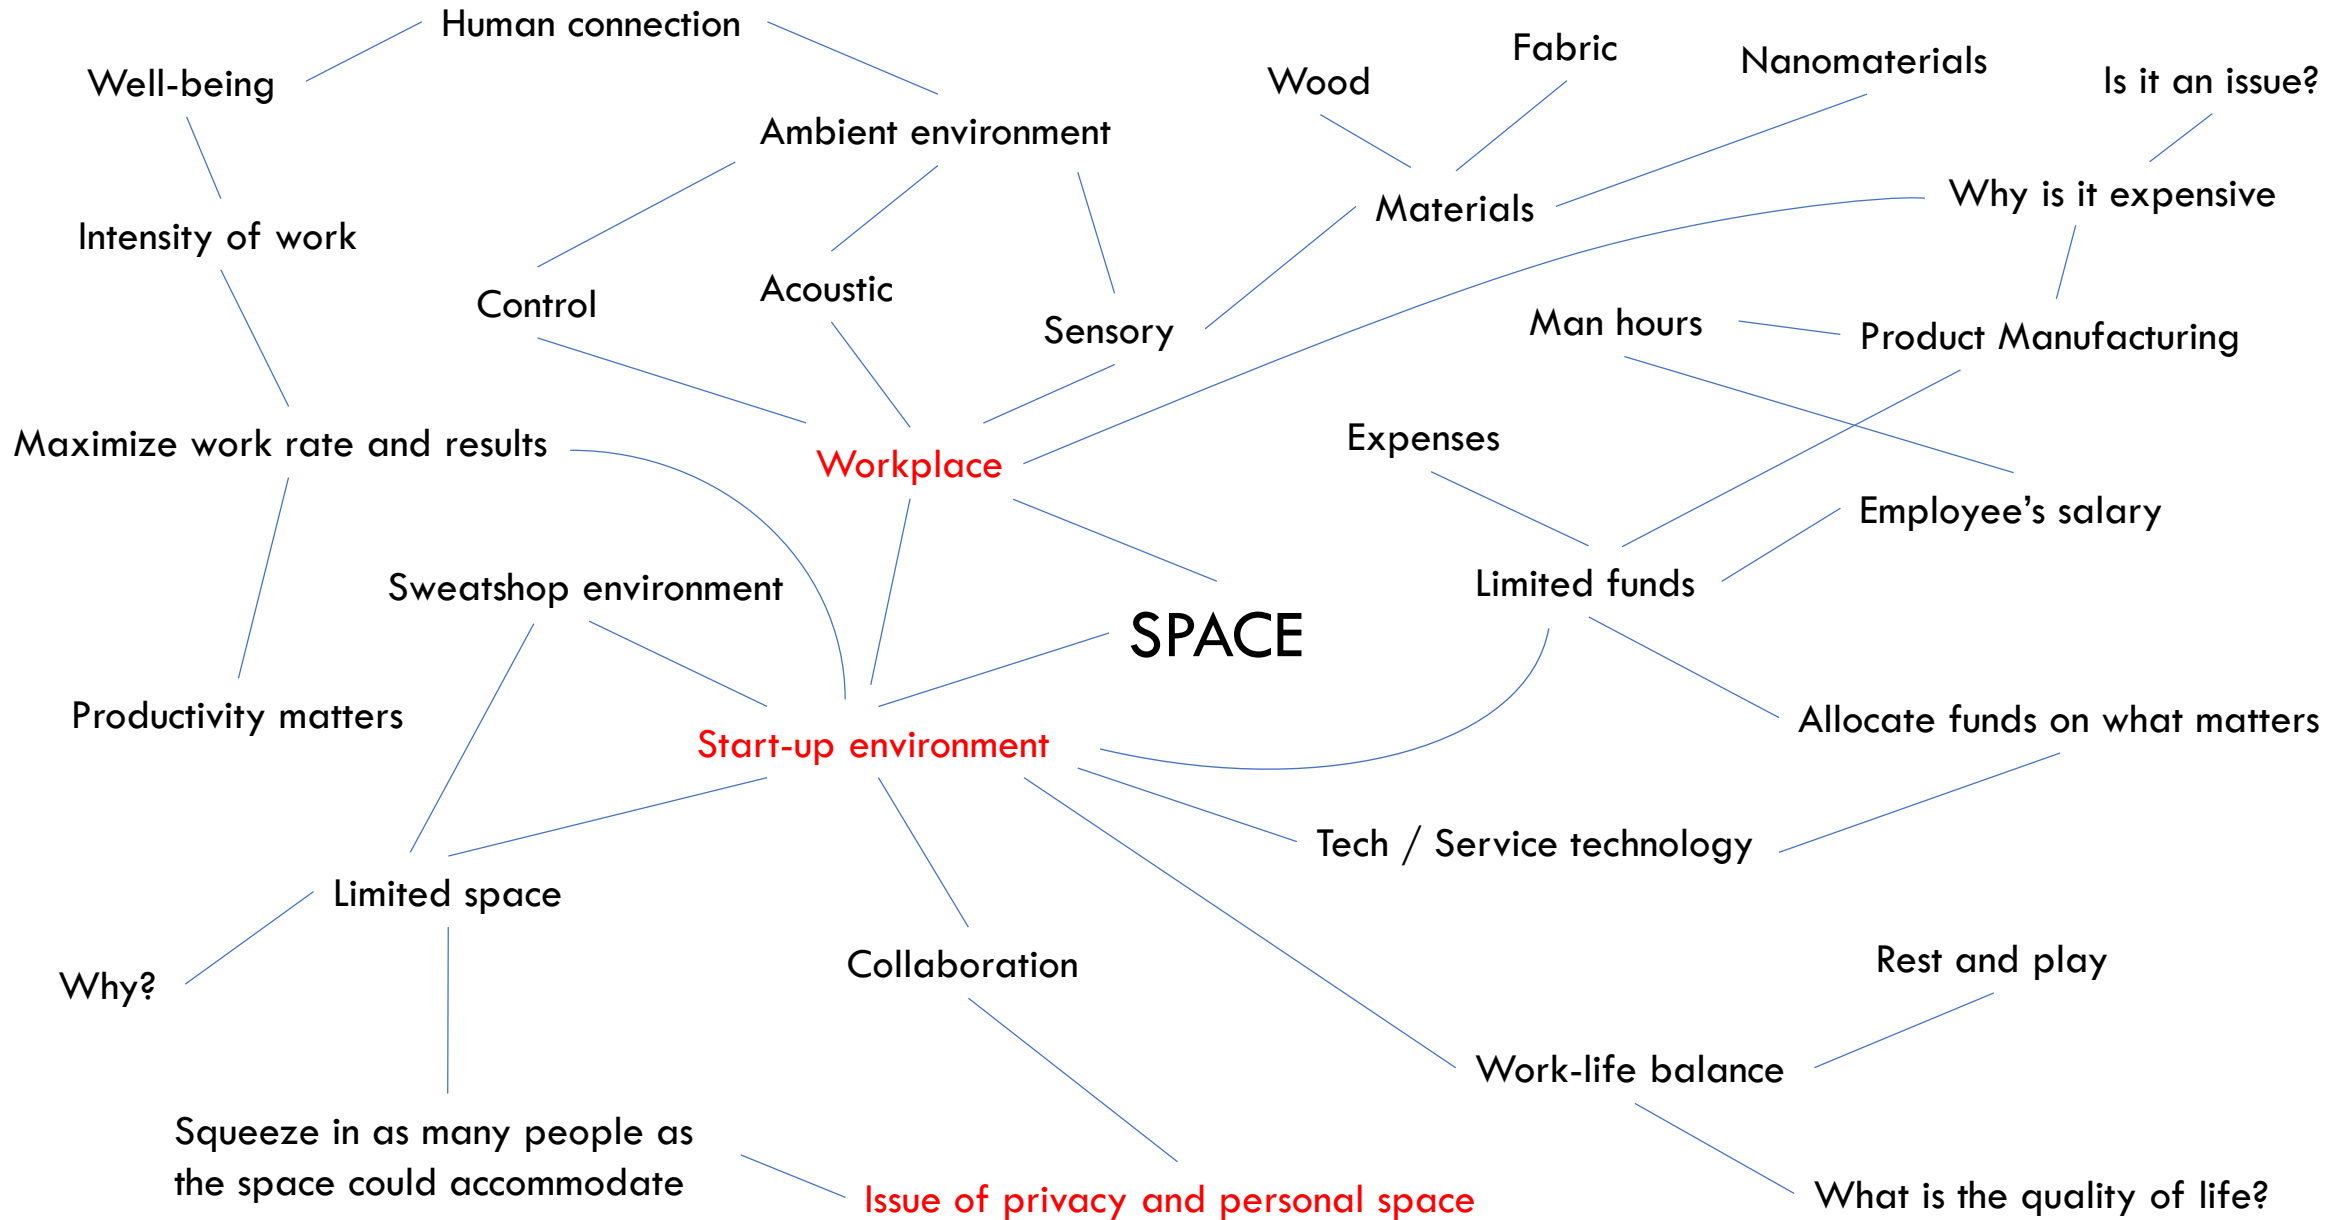 Human connection
Well-being
Fabric
Nanomaterials
Wood
Is it an issue?
Ambient environment
Why is it expensive
Materials
Intensity of work
Control
Acoustic
Sensory
Man hours
Product Manufacturing
Maximize work rate and results
Workplace
Expenses
Employee’s salary
Sweatshop environment
Limited funds
SPACE
Productivity matters
Start-up environment
Allocate funds on what matters
Tech / Service technology
Limited space
Why?
Collaboration
Rest and play
Work-life balance
Squeeze in as many people as
the space could accommodate
Issue of privacy and personal space
What is the quality of life?